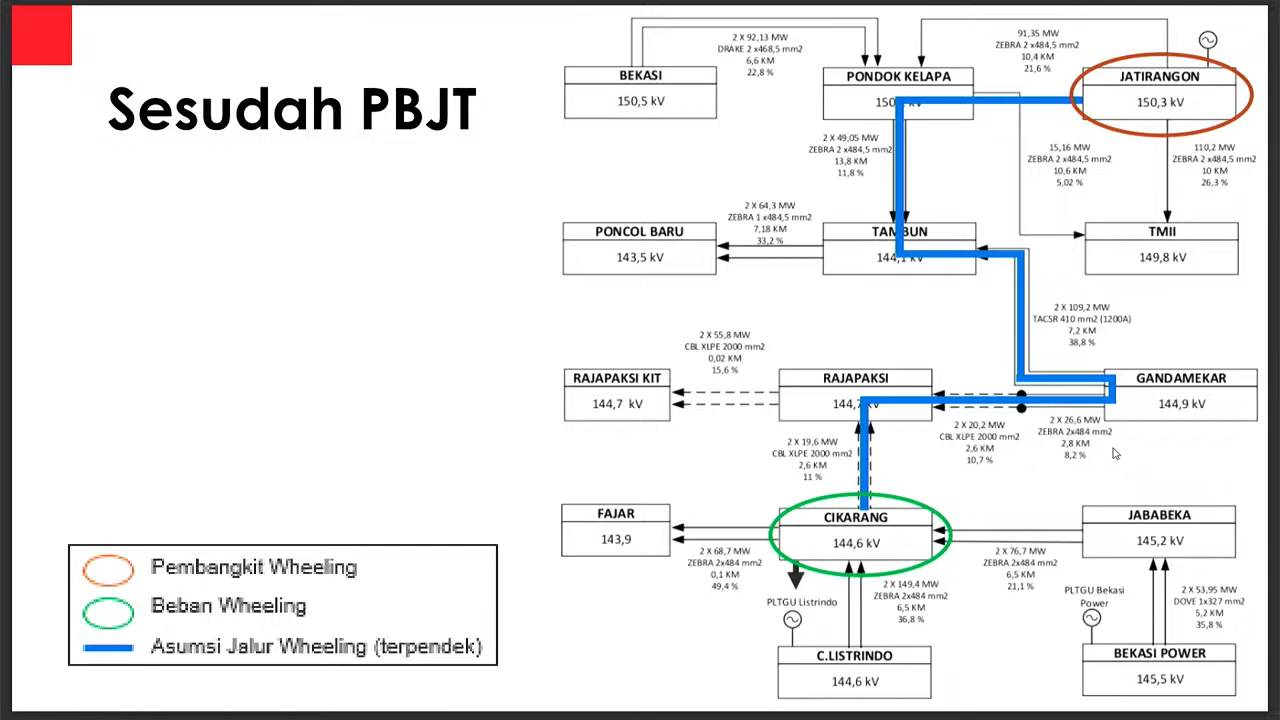 Sesudah PBJT
2 X 92,13 MW
DRAKE 2 x468,5 mm2
6,6 KM
22,8 %
91,35 MW
ZEBRA 2 x484,5 mm2
10,4 KM
21,6 %
BEKASI
150,5 kV
PONDOK KELAPA
kV
JATIRANGON
150,3 kV
2 X 49,05 MW
ZEBRA 2 x484,5 mm2
13,8 KM
11,8 %
15,16 MW
ZEBRA 2 x484,5 mm2
10,6 KM
5,02 %
110,2 MW
ZEBRA 2 x484,5 mm2
10 KM
26,3 %
2 X 64,3 MW
ZEBRA 1 x484,5 mm2
7,18 KM
33,2 %
PONCOL BARU
143,5 kV
TAMBUN
144,1 kV
TMII
149,8 kV
2 X 109,2 MW
TACSR 410 mm2 (1200A)
7,2 KM
38,8 %
2 X 55,8 MW
CBL XLPE 2000 mm2
0,02 KM
15,6 %
RAJAPAKSI KIT
144,7 kV
RAJAPAKSI
144,7 kV
GANDAMEKAR
144,9 kV
2 X 19,6 MW
CBL XLPE 2000 mm2
2,6 KM
11 %
2 X 20,2 MW
CBL XLPE 2000 mm2
2,6 KM
10,7 %
2 X 26,6 MW
ZEBRA 2x484 mm2
2,8 KM
8,2 %
FAJAR
143,9
CIKARANG
144,6 kV
JABABEKA
145,2 kV
2 X 68,7 MW
ZEBRA 2x484 mm2
0,1 KM
49,4 %
PLTGU Listrindo
2 X 149,4 MW
ZEBRA 2x484 mm2
6,5 KM
36,8 %
2 X 76,7 MW
ZEBRA 2x484 mm2
6,5 KM
21,1 %
PLTGU Bekasi
Power
2 X 53,95 MW
DOVE 1x327 mm2
5,2 KM
35,8 %
C.LISTRINDO
144,6 kV
BEKASI POWER
145,5 kV
Pembangkit Wheeling
Beban Wheeling
Asumsi Jalur Wheeling (terpendek)